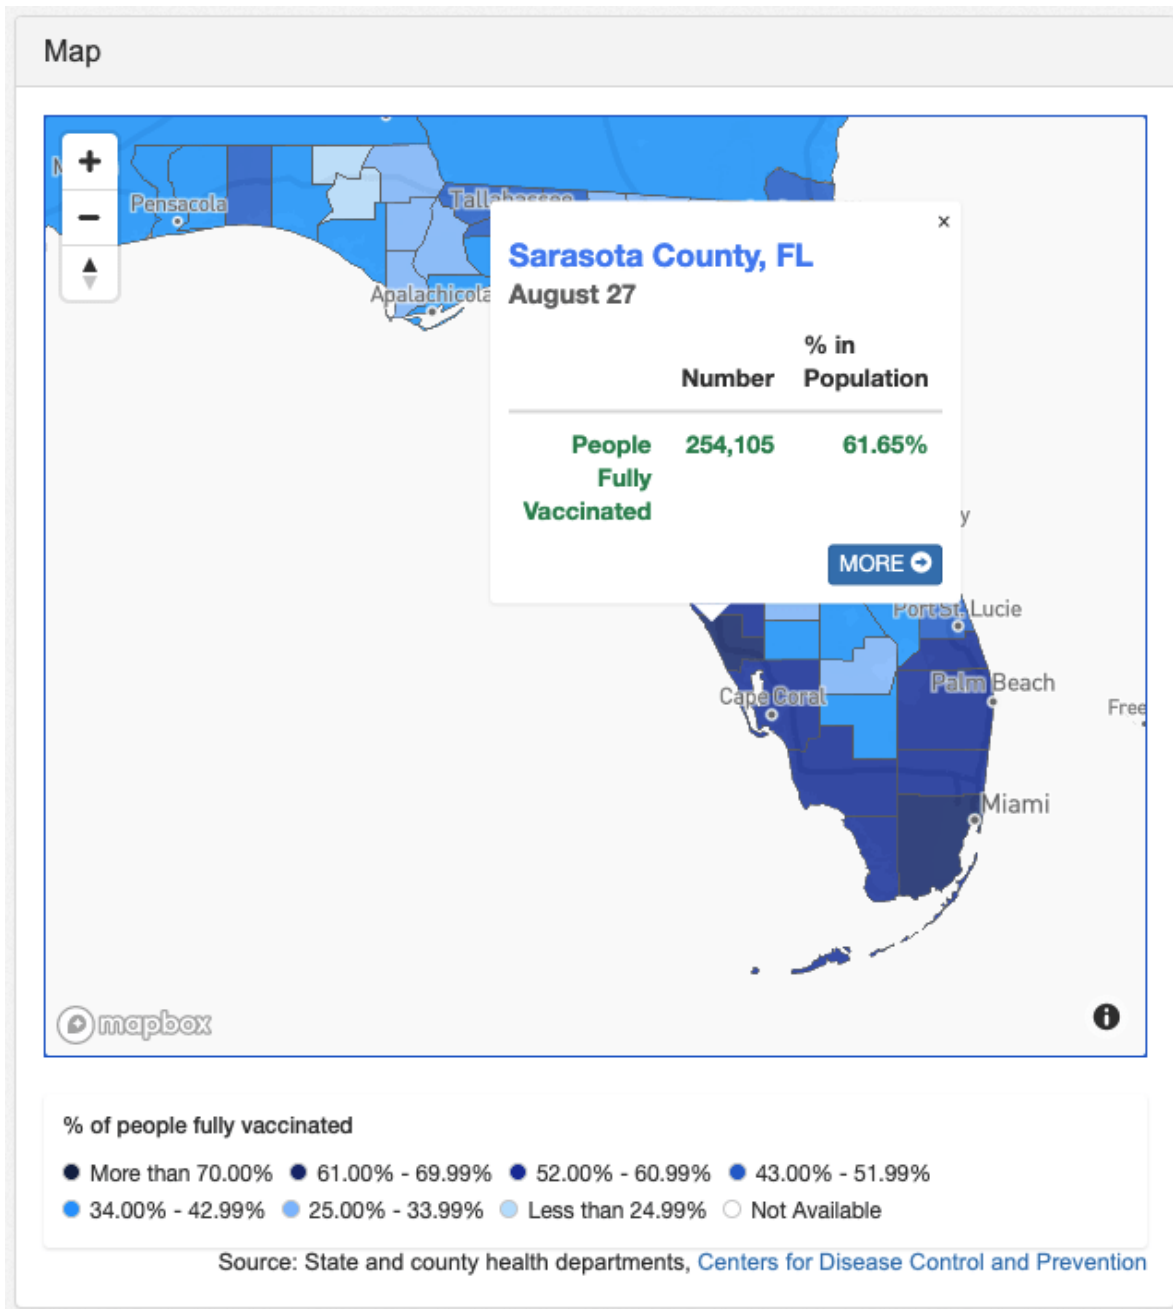 Map
Pensacola
Tallahassee
Apalachicola
×
Sarasota County, FL
August 27
% in
Number Population
People 254,105 61.65%
Fully
Vaccinated
MORE
y
Port St. Lucie
Cape Coral
Palm Beach
Free
Miami
mapbox
% of people fully vaccinated
More than 70.00% 61.00% - 69.99% 52.00% - 60.99% 43.00% - 51.99%
34.00% - 42.99% 25.00% - 33.99% Less than 24.99% Not Available
Source: State and county health departments, Centers for Disease Control and Prevention